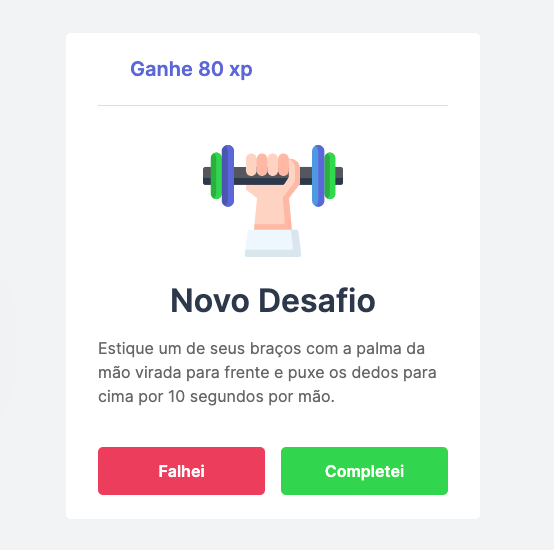 Ganhe 80 xp
Novo Desafio
Estique um de seus braços com a palma da
mão virada para frente e puxe os dedos para
cima por 10 segundos por mão.
Falhei
Completei